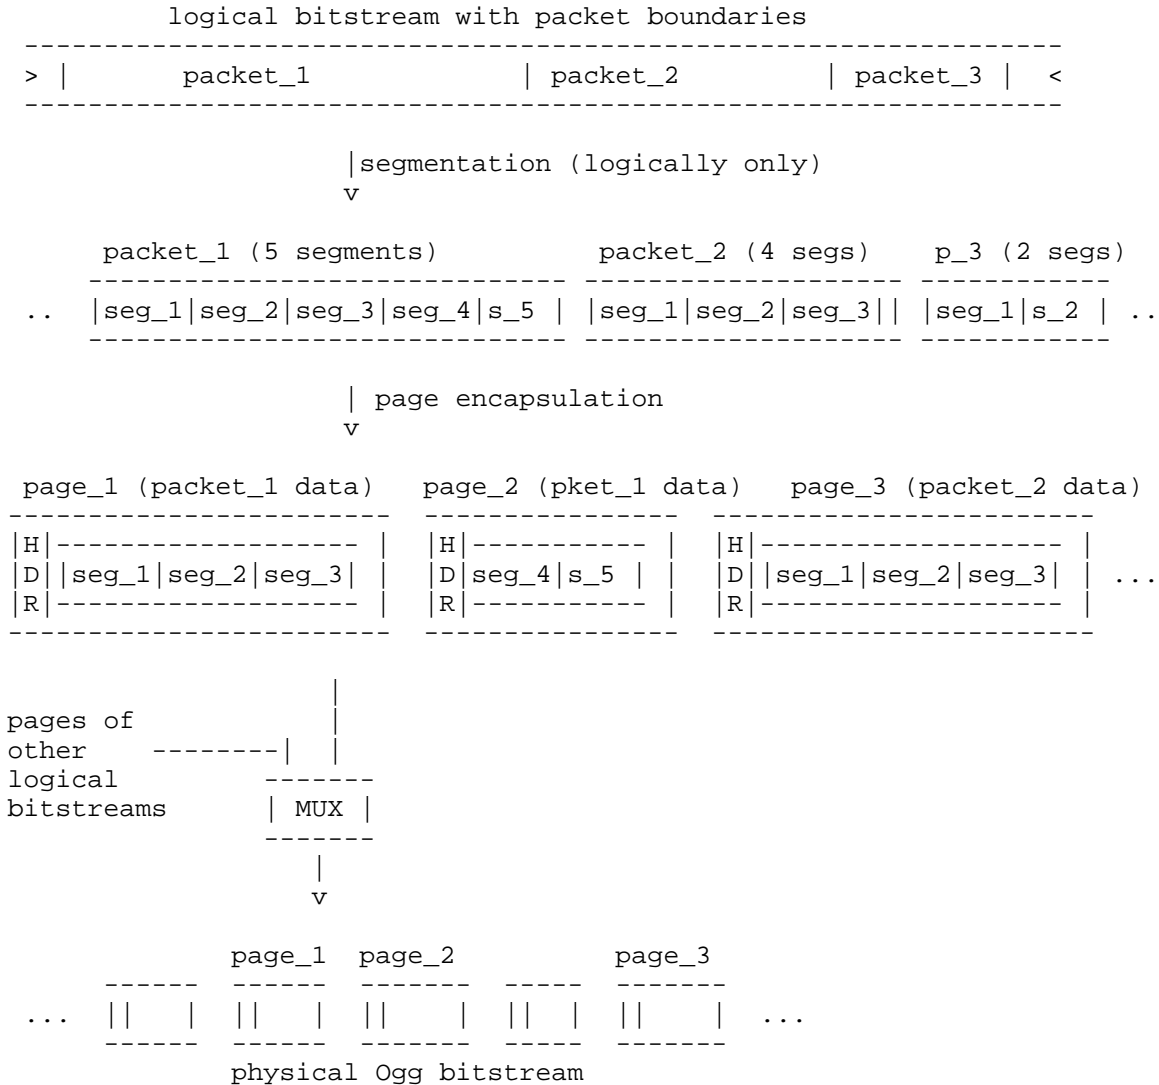 logical bitstream with packet boundaries
-----------------------------------------------------------------
> |       packet_1             | packet_2         | packet_3 |  <
-----------------------------------------------------------------
|segmentation (logically only)
v
packet_1 (5 segments)          packet_2 (4 segs)    p_3 (2 segs)
------------------------------ -------------------- ------------
..  |seg_1|seg_2|seg_3|seg_4|s_5 | |seg_1|seg_2|seg_3|| |seg_1|s_2 | ..
------------------------------ -------------------- ------------
| page encapsulation
v
page_1 (packet_1 data)   page_2 (pket_1 data)   page_3 (packet_2 data)
------------------------  ----------------  ------------------------
|H|------------------- |  |H|----------- |  |H|------------------- |
|D||seg_1|seg_2|seg_3| |  |D|seg_4|s_5 | |  |D||seg_1|seg_2|seg_3| | ...
|R|------------------- |  |R|----------- |  |R|------------------- |
------------------------  ----------------  ------------------------
|
pages of            |
other    --------|  |
logical         -------
bitstreams      | MUX |
-------
|
v
page_1  page_2          page_3
------  ------  -------  -----  -------
...  ||   |  ||   |  ||    |  ||  |  ||    |  ...
------  ------  -------  -----  -------
physical Ogg bitstream